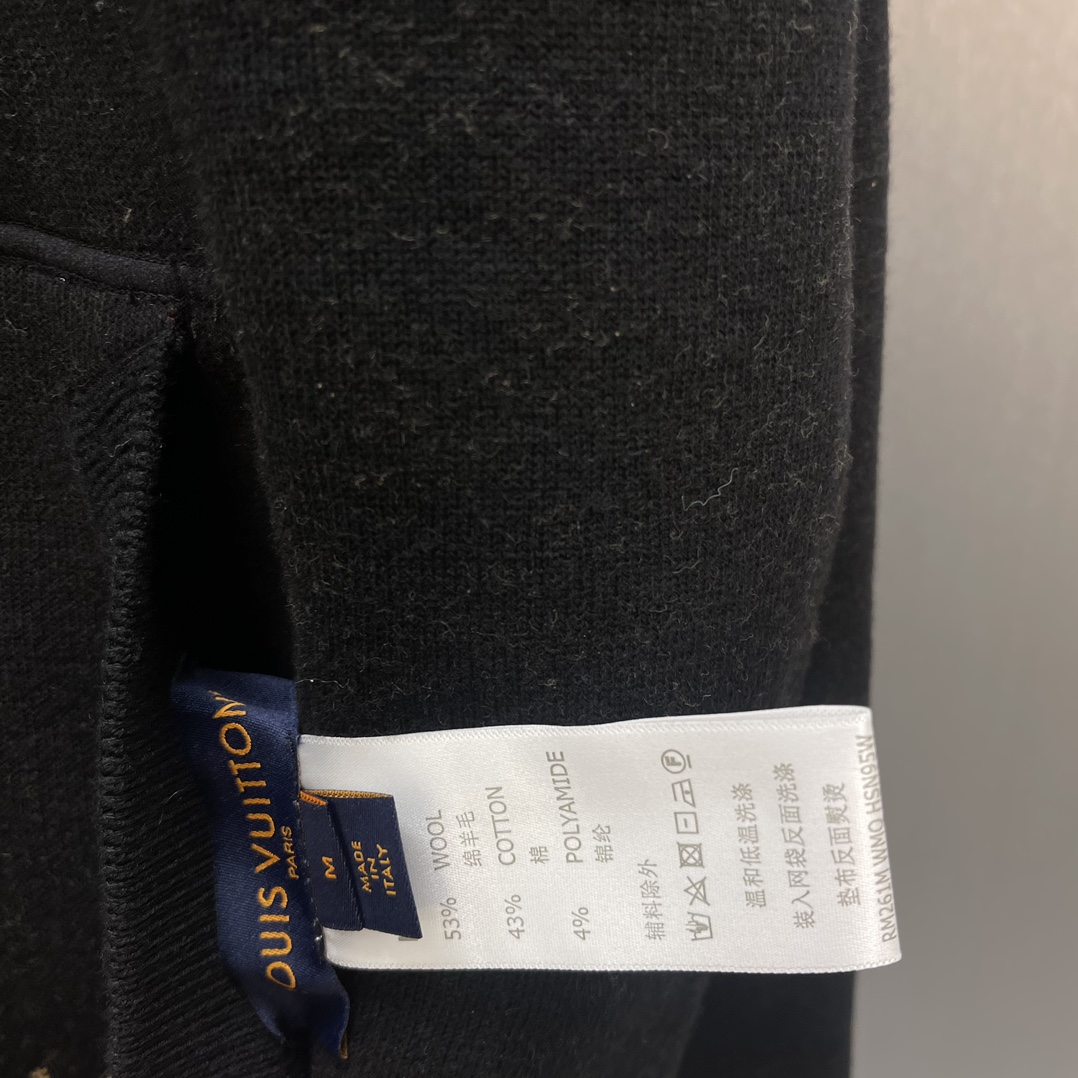 OUIS VUITTON
PARIS
M
MADE
IN
ITALY
53% WOOL
绵羊毛
43% COTTON
棉
4% POLYAMIDE
锦纶
辅料除外
F
温和低温洗涤
装入网袋反面洗涤
垫布反面熨烫
RM261M WMQ HSN95W